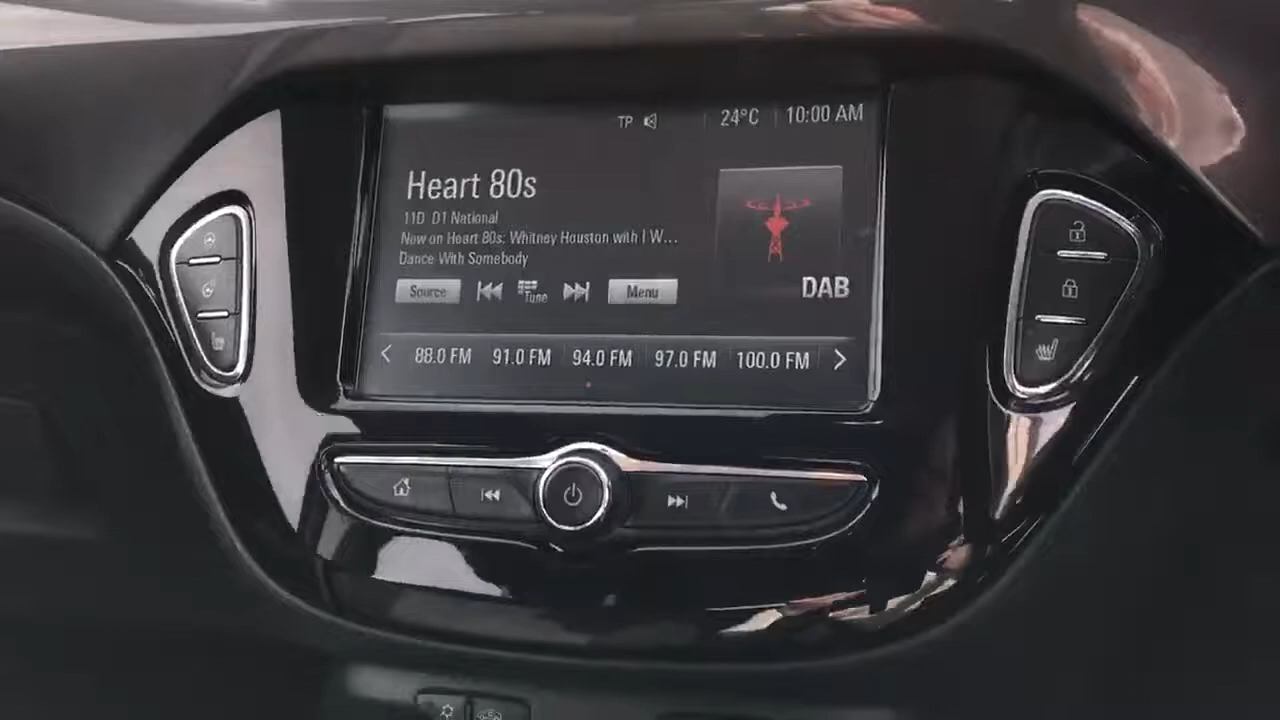 TP 24°C 10:00 AM
Heart 80s
11D D1 National
Now on Heart 80s: Whitney Houston with I W...
Dance With Somebody
Source Tune Menu
DAB
88.0 FM 91.0 FM 94.0 FM 97.0 FM 100.0 FM